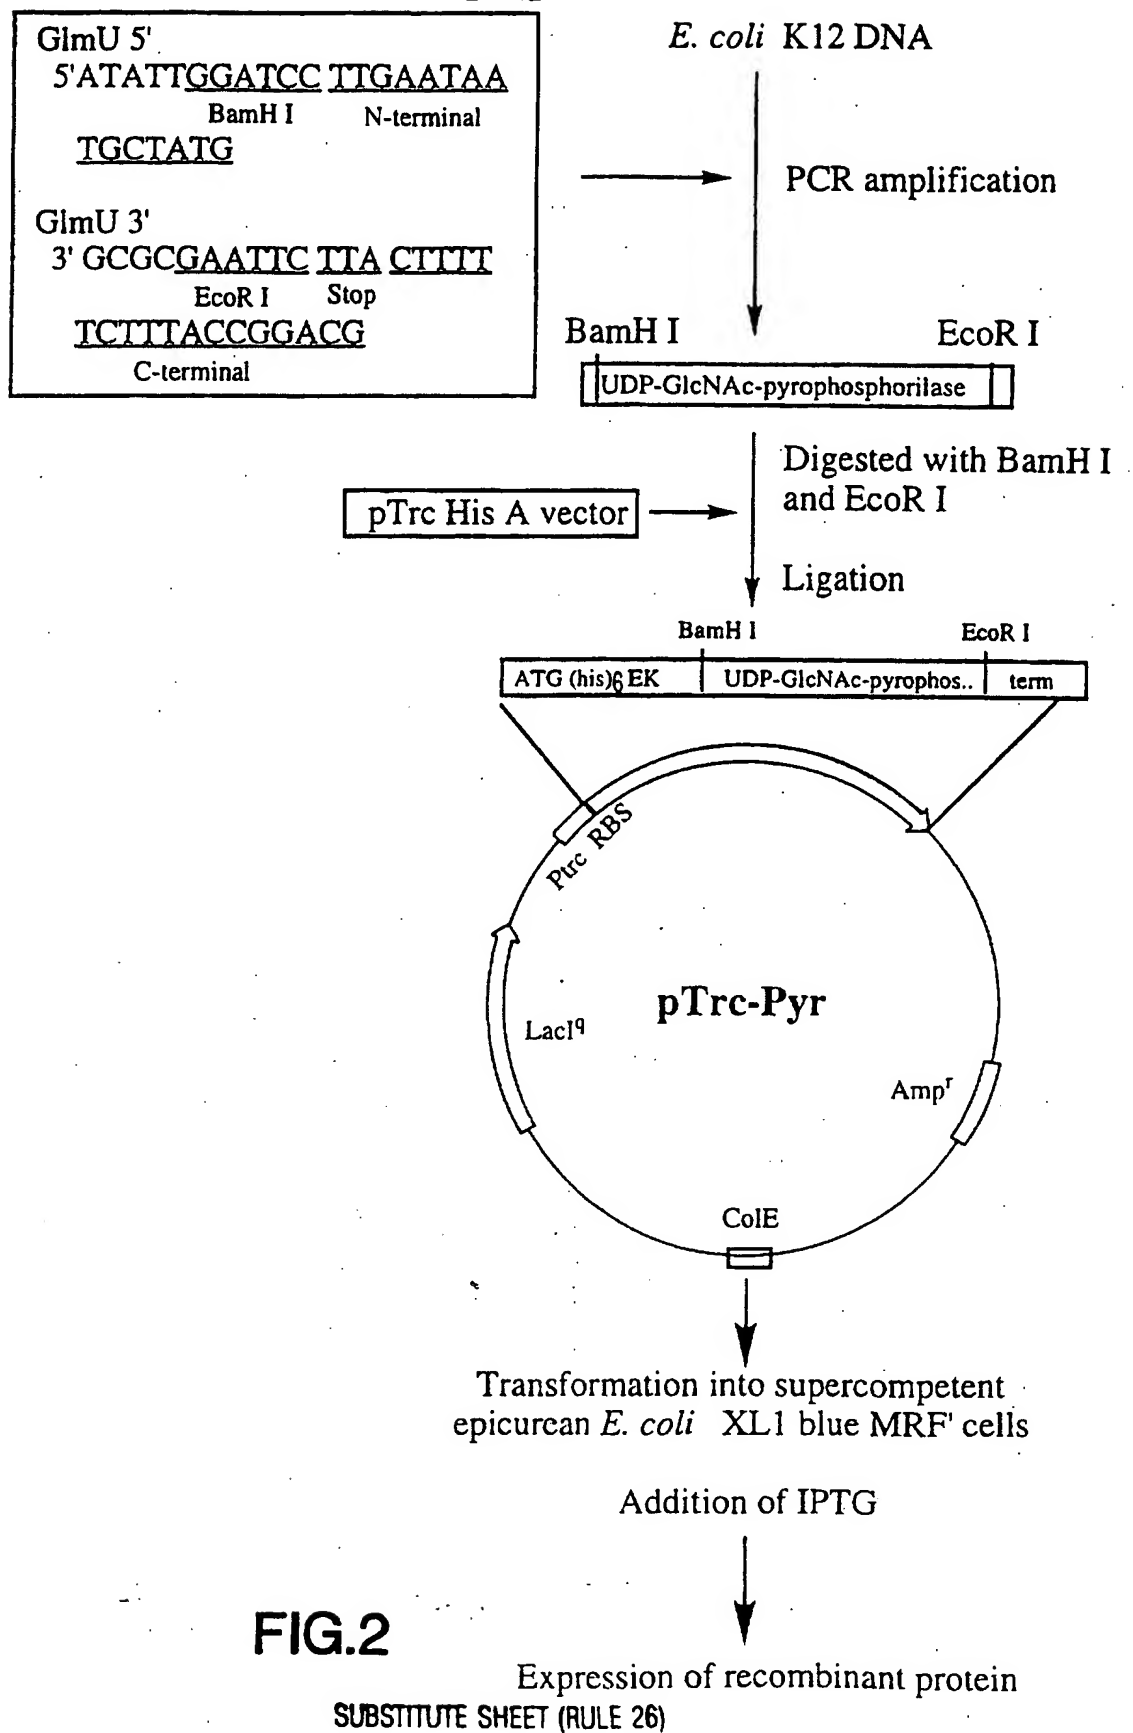 GlmU 5'
5'ATATTGGATCC TTGAATAA
BamH I N-terminal
TGCTATG
GlmU 3'
3' GCGCGAATTC TTA CTTTT
EcoR I Stop
TCTTTACCGGACG
C-terminal
E. coli K12 DNA
PCR amplification
BamH I EcoR I
UDP-GlcNAc-pyrophosphorilase
Digested with BamH I
and EcoR I
pTrc His A vector
Ligation
BamH I EcoR I
ATG (his)6 EK UDP-GlcNAc-pyrophos.. term
Ptrc RBS
LacIq
pTrc-Pyr
Ampr
ColE
Transformation into supercompetent
epicurean E. coli XL1 blue MRF' cells
Addition of IPTG
FIG.2
Expression of recombinant protein
SUBSTITUTE SHEET (RULE 26)